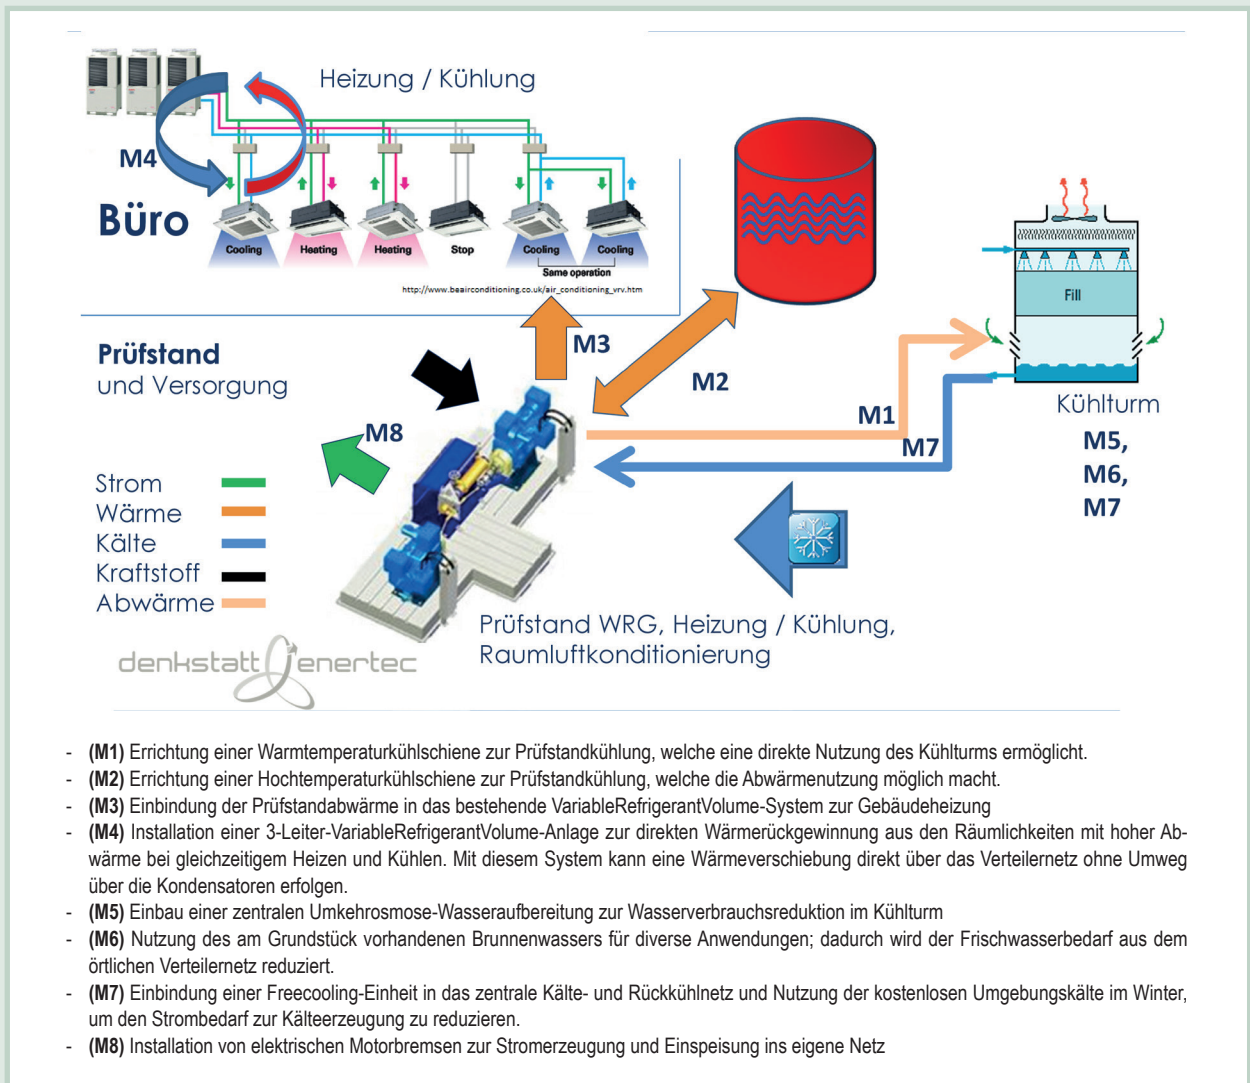 Heizung / Kühlung
M4
Büro
Cooling
Heating
Heating
Stop
Cooling
Cooling
Same operation
http://www.beairconditioning.co.uk/air_conditioning_vrv.htm
Fill
Prüfstand
und Versorgung
M3
M2
M1
M7
Kühlturm
M5,
M6,
M7
M8
Strom
Wärme
Kälte
Kraftstoff
Abwärme
Prüfstand WRG, Heizung / Kühlung,
Raumluftkonditionierung
denkstatt enertec
- (M1) Errichtung einer Warmtemperaturkühlschiene zur Prüfstandkühlung, welche eine direkte Nutzung des Kühlturms ermöglicht.
- (M2) Errichtung einer Hochtemperaturkühlschiene zur Prüfstandkühlung, welche die Abwärmenutzung möglich macht.
- (M3) Einbindung der Prüfstandabwärme in das bestehende VariableRefrigerantVolume-System zur Gebäudeheizung
- (M4) Installation einer 3-Leiter-VariableRefrigerantVolume-Anlage zur direkten Wärmerückgewinnung aus den Räumlichkeiten mit hoher Ab-
wärme bei gleichzeitigem Heizen und Kühlen. Mit diesem System kann eine Wärmeverschiebung direkt über das Verteilernetz ohne Umweg
über die Kondensatoren erfolgen.
- (M5) Einbau einer zentralen Umkehrosmose-Wasseraufbereitung zur Wasserverbrauchsreduktion im Kühlturm
- (M6) Nutzung des am Grundstück vorhandenen Brunnenwassers für diverse Anwendungen; dadurch wird der Frischwasserbedarf aus dem
örtlichen Verteilernetz reduziert.
- (M7) Einbindung einer Freecooling-Einheit in das zentrale Kälte- und Rückkühlnetz und Nutzung der kostenlosen Umgebungskälte im Winter,
um den Strombedarf zur Kälteerzeugung zu reduzieren.
- (M8) Installation von elektrischen Motorbremsen zur Stromerzeugung und Einspeisung ins eigene Netz